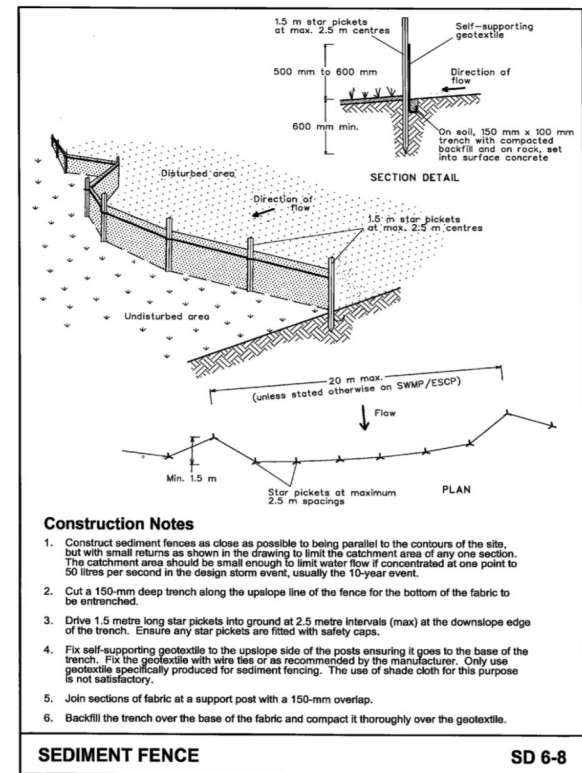 1.5 m star pickets
at max. 2.5 m centres
Self-supporting
geotextile
500 mm to 600 mm
Direction of
flow
600 mm min.
On soil, 150 mm x 100 mm
trench with compacted
backfill and on rock, set
into surface concrete
SECTION DETAIL
Disturbed area
Direction of
flow
1.5 m star pickets
at max. 2.5 m centres
Undisturbed area
20 m max.
(unless stated otherwise on SWMP/ESCP)
Flow
Min. 1.5 m
Star pickets at maximum
2.5 m spacings
PLAN
Construction Notes
1. Construct sediment fences as close as possible to being parallel to the contours of the site,
but with small returns as shown in the drawing to limit the catchment area of any one section.
The catchment area should be small enough to limit water flow if concentrated at one point to
50 litres per second in the design storm event, usually the 10-year event.
2. Cut a 150-mm deep trench along the upslope line of the fence for the bottom of the fabric to
be entrenched.
3. Drive 1.5 metre long star pickets into ground at 2.5 metre intervals (max) at the downslope edge
of the trench. Ensure any star pickets are fitted with safety caps.
4. Fix self-supporting geotextile to the upslope side of the posts ensuring it goes to the base of the
trench. Fix the geotextile with wire ties or as recommended by the manufacturer. Only use
geotextile specifically produced for sediment fencing. The use of shade cloth for this purpose
is not satisfactory.
5. Join sections of fabric at a support post with a 150-mm overlap.
6. Backfill the trench over the base of the fabric and compact it thoroughly over the geotextile.
SEDIMENT FENCE
SD 6-8